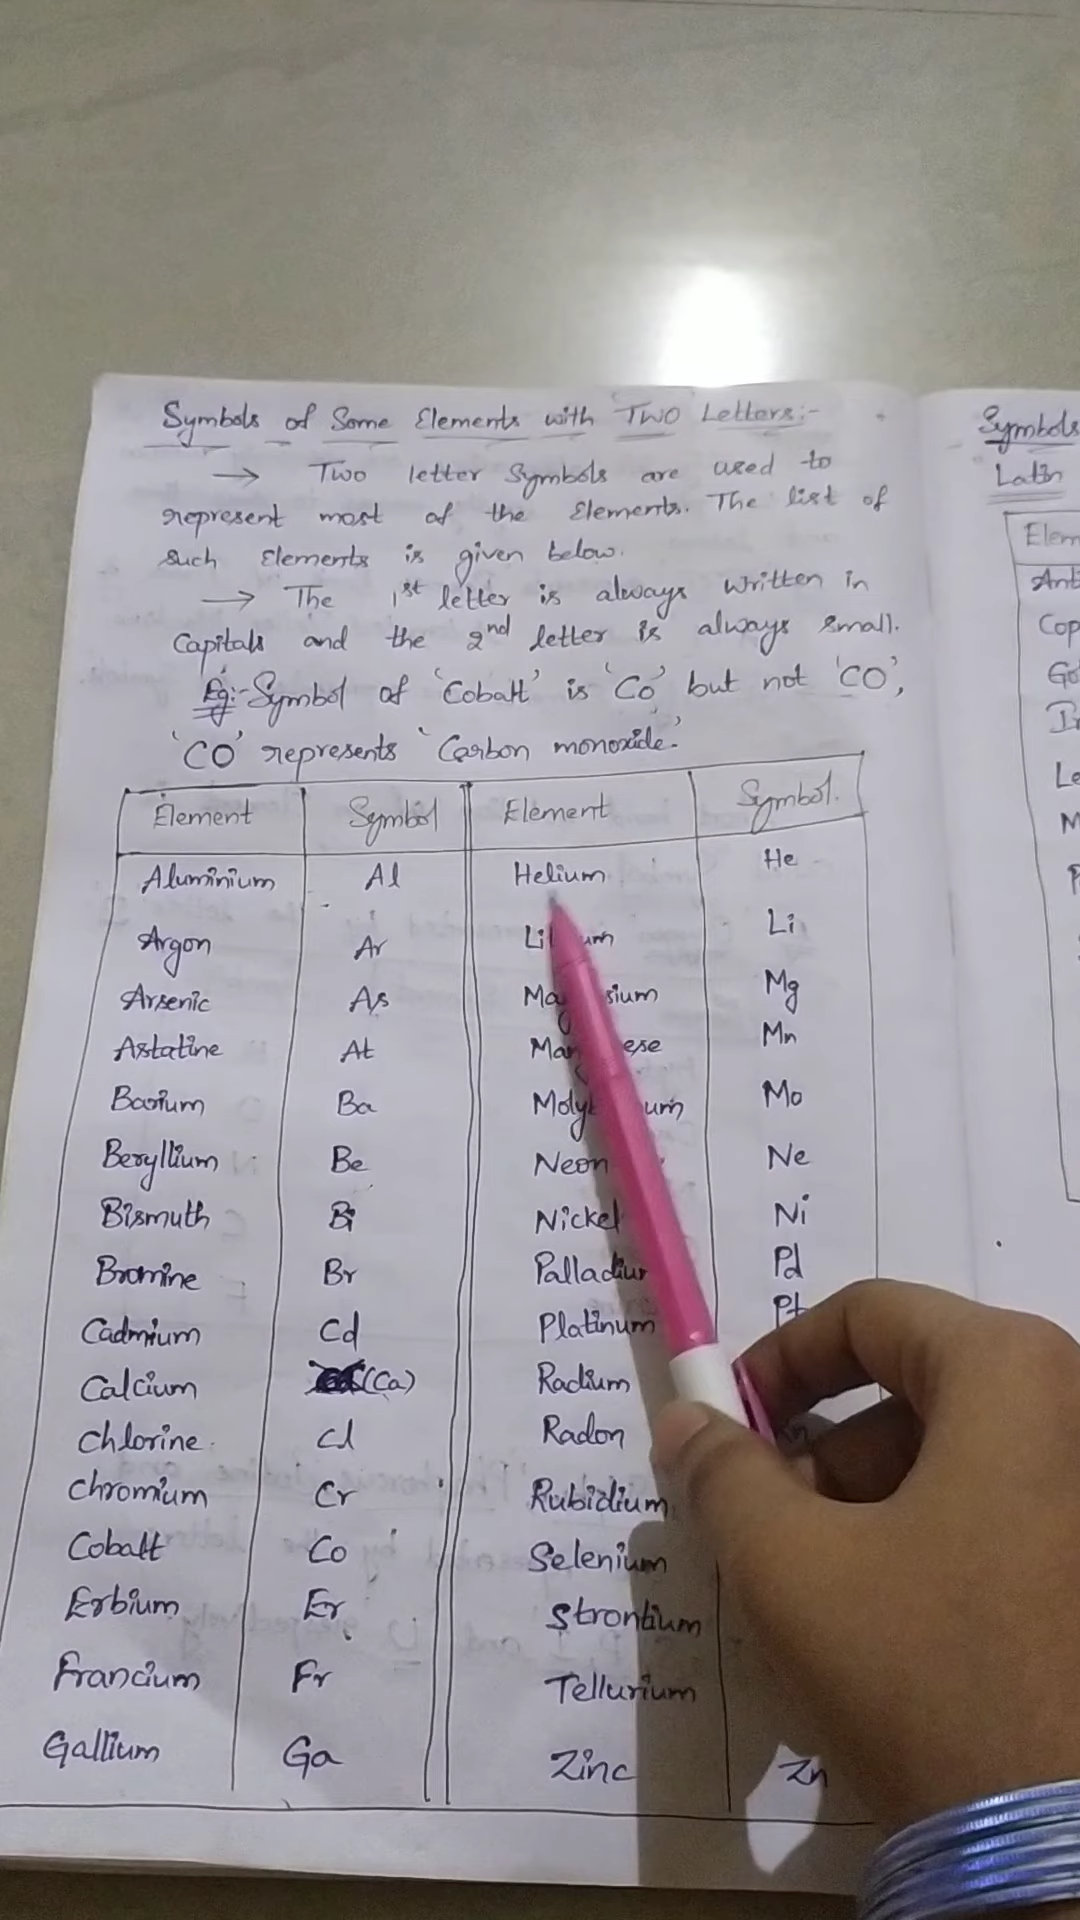 Symbols of Some Elements with 'TWO' Letters:-
→ Two letter Symbols are used to
represent most of the Elements. The list of
such Elements is given below.
→ The 1st letter is always written in
Capitals and the 2nd letter is always small.
Eg:- Symbol of 'Cobalt' is 'Co' but not 'CO',
'CO' represents 'Carbon monoxide.'
Element Symbol Element Symbol.
Aluminium Al Helium He
Argon Ar Li
Arsenic As Mg
Astatine At Mn
Barium Ba Mo
Beryllium Be Neon Ne
Bismuth Bi Nickel Ni
Bromine Br Palladium Pd
Cadmium Cd Platinum Pt
Calcium (Ca) Radium
Chlorine Cl Radon
Chromium Cr Rubidium
Cobalt Co Selenium
Erbium Er Strontium
Francium Fr Tellurium
Gallium Ga Zinc Zn
Symbols
Latin